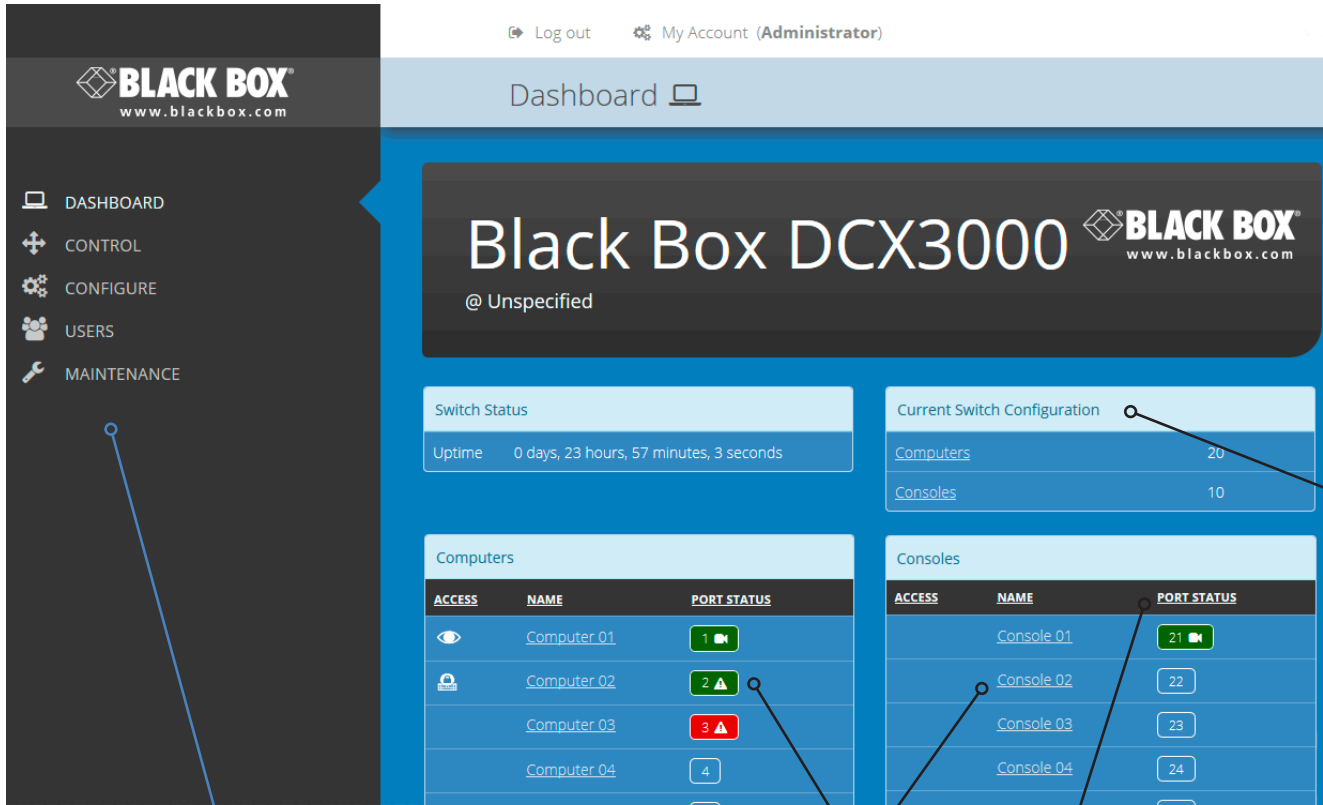 Log out My Account (Administrator)
BLACK BOX®
www.blackbox.com
Dashboard
DASHBOARD
CONTROL
CONFIGURE
USERS
MAINTENANCE
Black Box DCX3000
@ Unspecified
BLACK BOX®
www.blackbox.com
Switch Status
Uptime 0 days, 23 hours, 57 minutes, 3 seconds
Current Switch Configuration
Computers 20
Consoles 10
Computers
ACCESS NAME PORT STATUS
Computer 01 1
Computer 02 2
Computer 03 3
Computer 04 4
Consoles
ACCESS NAME PORT STATUS
Console 01 21
Console 02 22
Console 03 23
Console 04 24